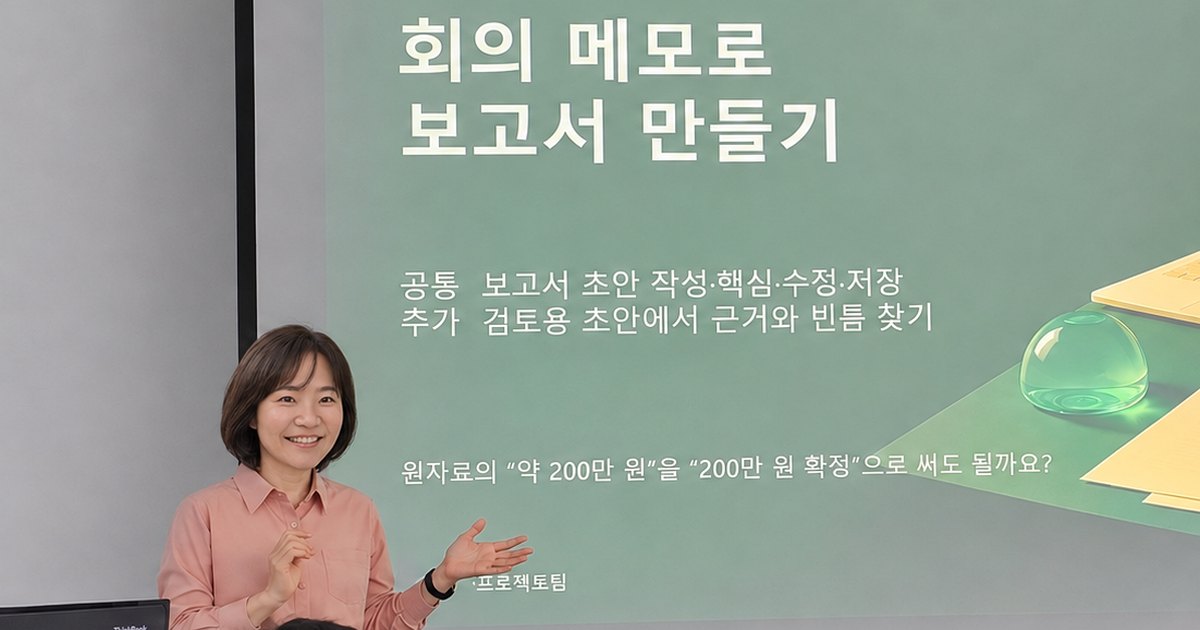 회의 메모로
보고서 만들기
공통 보고서 초안 작성·핵심·수정·저장
추가 검토용 초안에서 근거와 빈틈 찾기
원자료의 “약 200만 원”을 “200만 원 확정”으로 써도 될까요?
·프로젝트팀
ThinkBook